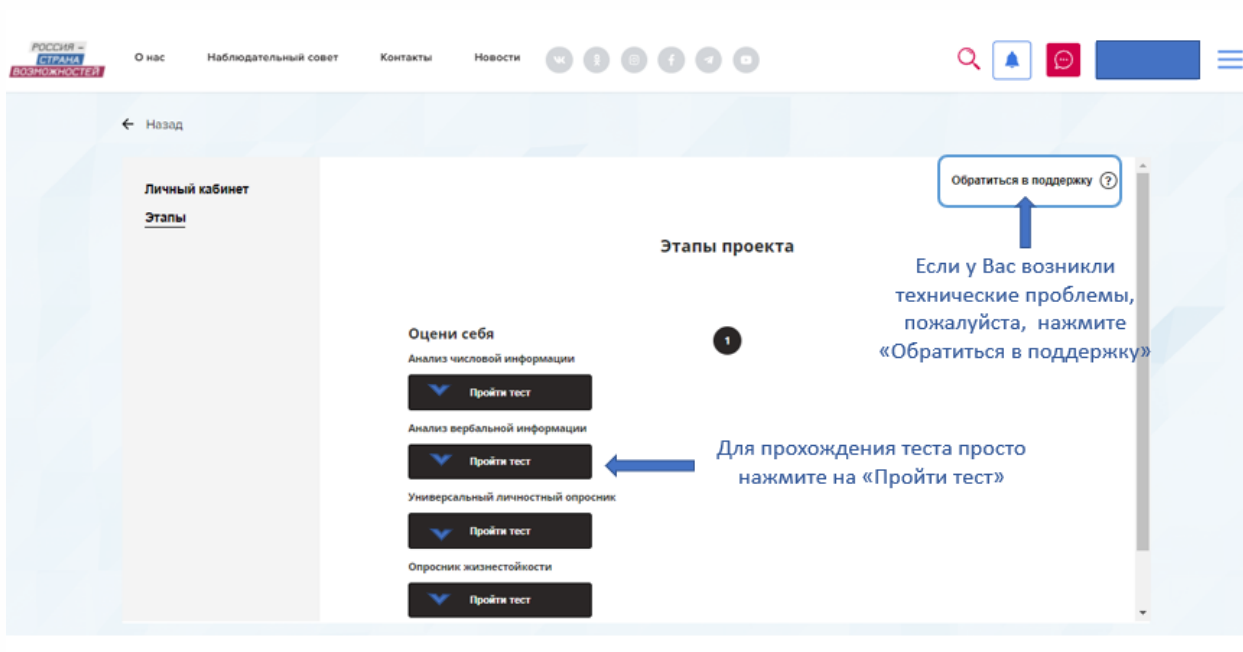 РОССИЯ –
СТРАНА
ВОЗМОЖНОСТЕЙ
О нас
Наблюдательный совет
Контакты
Новости
← Назад
Личный кабинет
Этапы
Обратиться в поддержку ?
Этапы проекта
Если у Вас возникли
технические проблемы,
пожалуйста, нажмите
«Обратиться в поддержку»
Оцени себя
1
Анализ числовой информации
Пройти тест
Анализ вербальной информации
Пройти тест
Для прохождения теста просто
нажмите на «Пройти тест»
Универсальный личностный опросник
Пройти тест
Опросник жизнестойкости
Пройти тест